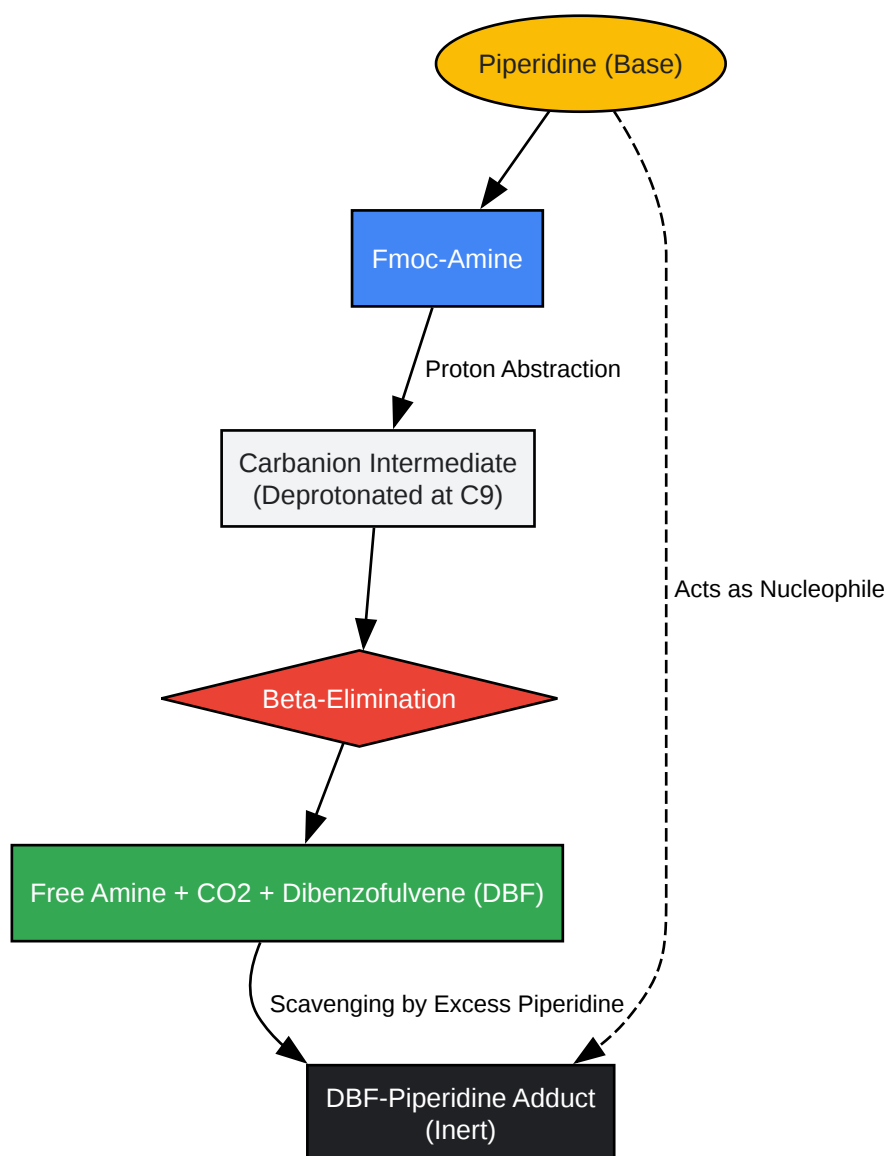 Piperidine (Base)
Fmoc-Amine
Proton Abstraction
Carbanion Intermediate
(Deprotonated at C9)
Acts as Nucleophile
Beta-Elimination
Free Amine + CO2 + Dibenzofulvene (DBF)
Scavenging by Excess Piperidine
DBF-Piperidine Adduct
(Inert)